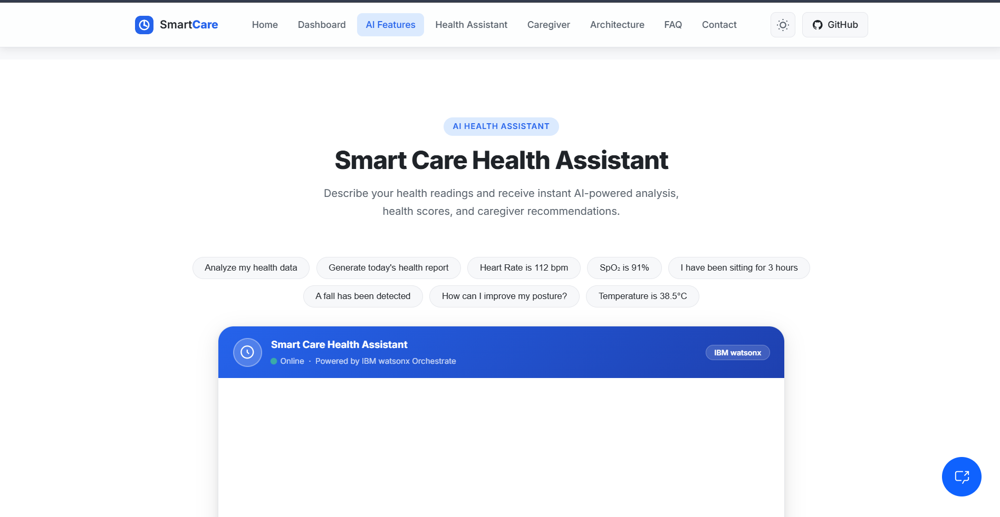 SmartCare Home Dashboard AI Features Health Assistant Caregiver Architecture FAQ Contact GitHub
AI HEALTH ASSISTANT
Smart Care Health Assistant
Describe your health readings and receive instant AI-powered analysis,
health scores, and caregiver recommendations.
Analyze my health data Generate today's health report Heart Rate is 112 bpm SpO₂ is 91% I have been sitting for 3 hours
A fall has been detected How can I improve my posture? Temperature is 38.5°C
Smart Care Health Assistant
Online · Powered by IBM watsonx Orchestrate
IBM watsonx